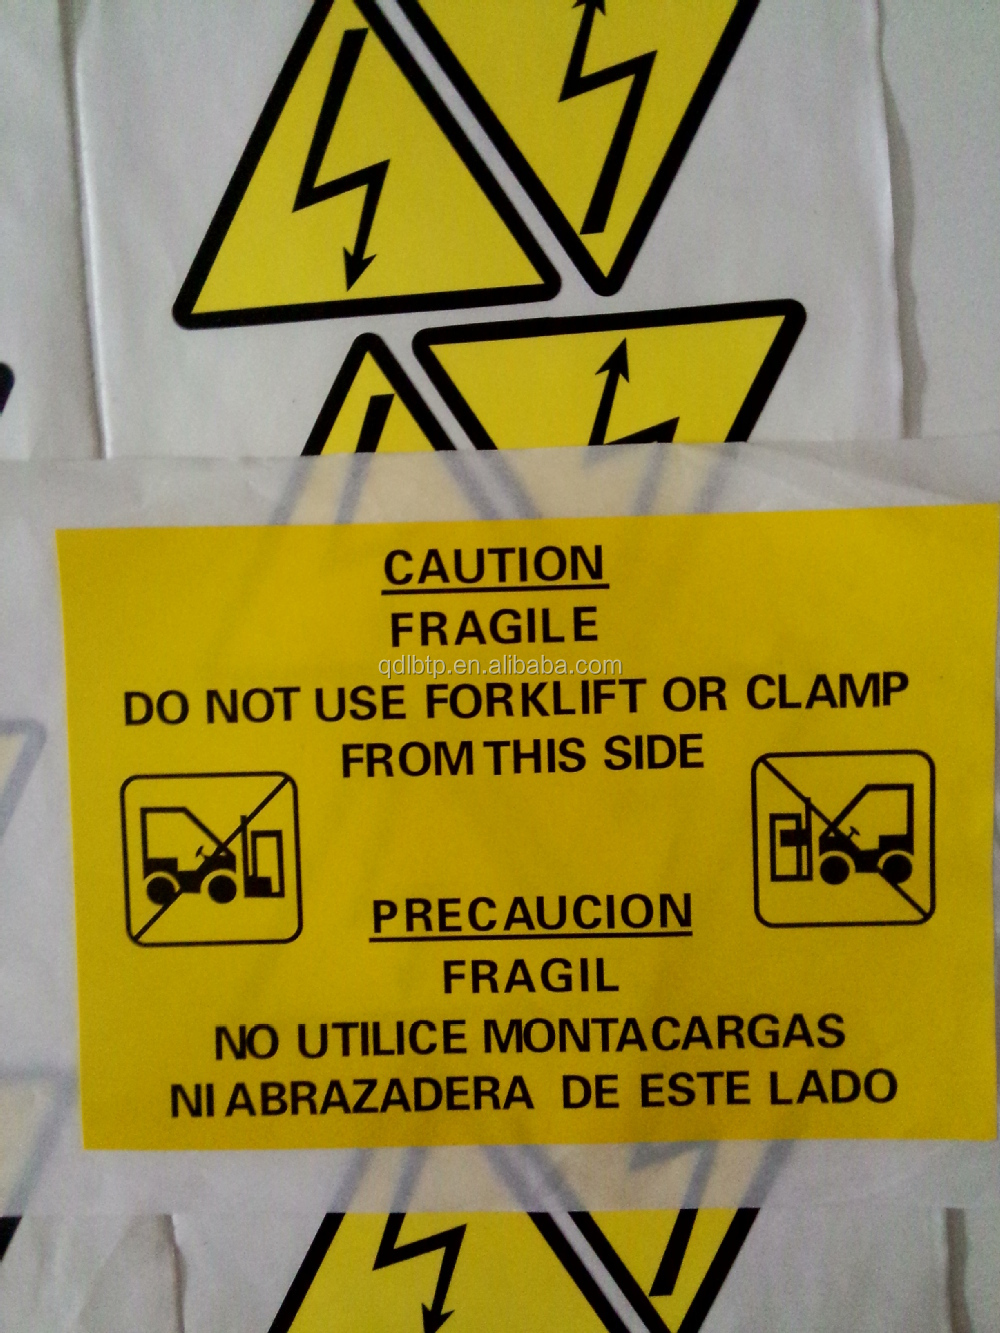 CAUTION
FRAGILE
qdlbtp.en.alibaba.com
DO NOT USE FORKLIFT OR CLAMP
FROM THIS SIDE
PRECAUCION
FRAGIL
NO UTILICE MONTACARGAS
NI ABRAZADERA DE ESTE LADO